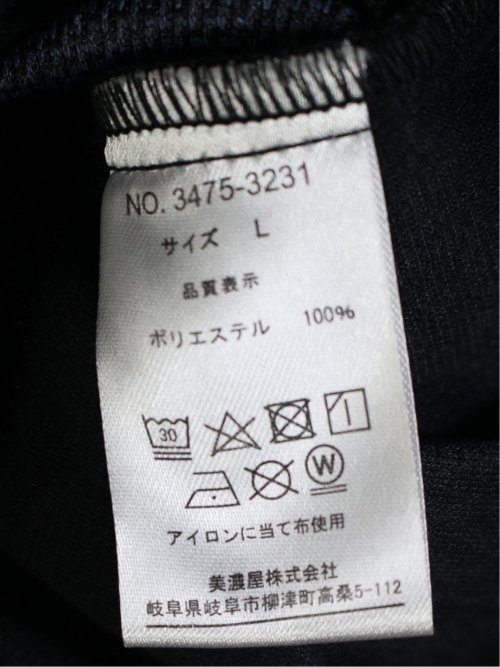 NO. 3475-3231
サイズ L
品質表示
ポリエステル 100%
30
W
アイロンに当て布使用
美濃屋株式会社
岐阜県岐阜市柳津町高桑5-112